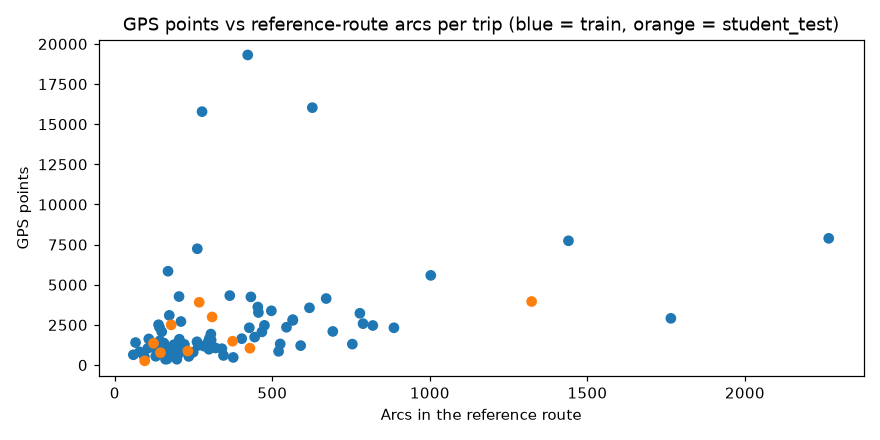 GPS points vs reference-route arcs per trip (blue = train, orange = student_test)
20000
17500
15000
12500
10000
7500
5000
2500
0
GPS points
0 500 1000 1500 2000
Arcs in the reference route